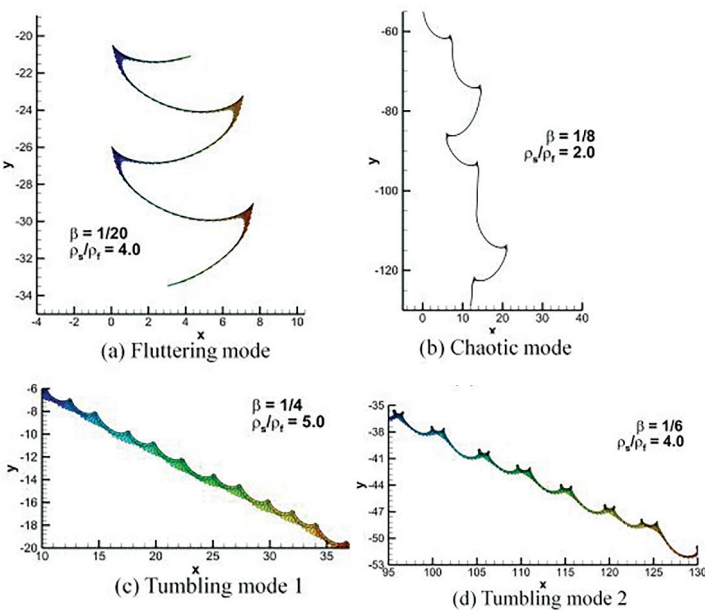 -20
-22
-24
-26
-28
-30
-32
-34
y
β = 1/20
ρs/ρf = 4.0
-4 -2 0 2 4 6 8 10
x
(a) Fluttering mode
-60
-80
-100
-120
y
β = 1/8
ρs/ρf = 2.0
0 10 20 30 40
x
(b) Chaotic mode
-6
-8
-10
-12
-14
-16
-18
-20
y
β = 1/4
ρs/ρf = 5.0
10 15 20 25 30 35
x
(c) Tumbling mode 1
-35
-38
-41
-44
-47
-50
-53
y
β = 1/6
ρs/ρf = 4.0
95 100 105 110 115 120 125 130
x
(d) Tumbling mode 2